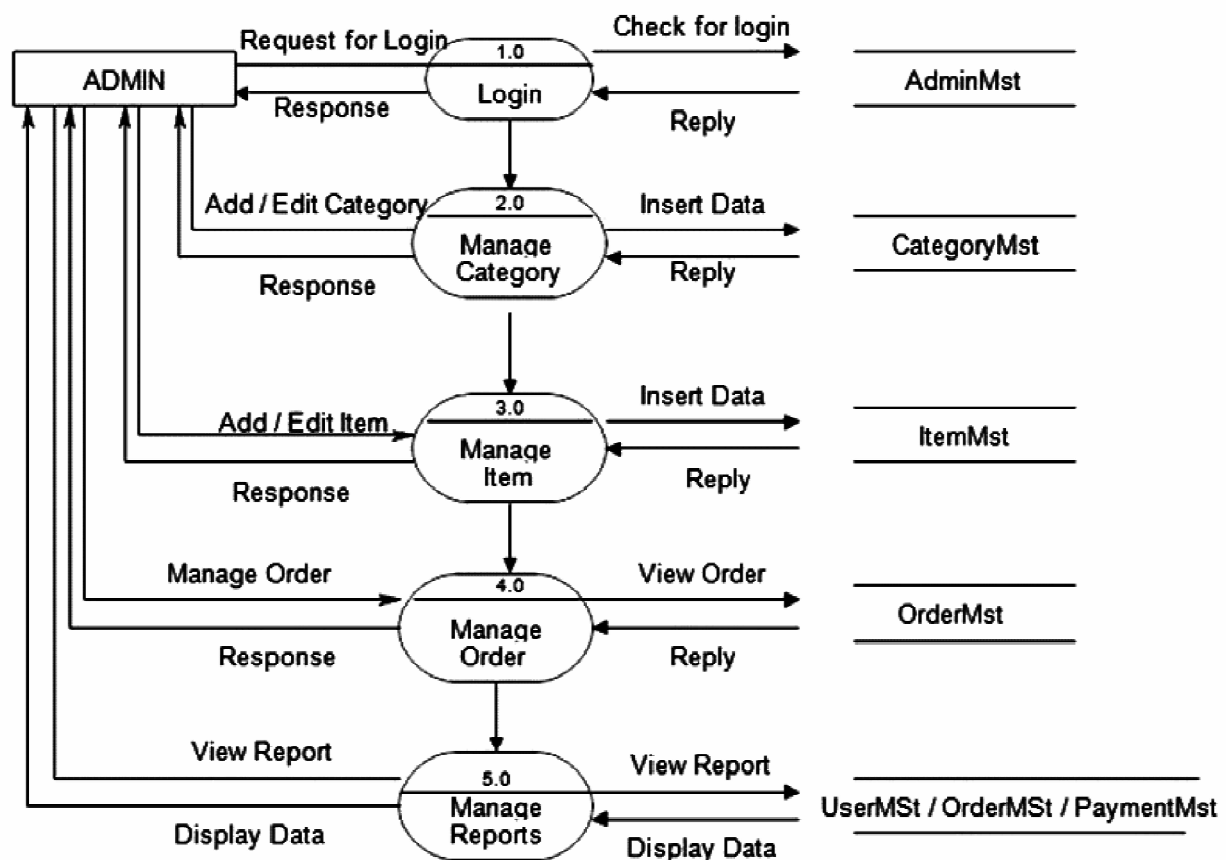 Request for Login
1.0
Check for login
ADMIN
Login
AdminMst
Response
Reply
Add / Edit Category
2.0
Insert Data
Manage
Category
CategoryMst
Response
Reply
Add / Edit Item
3.0
Insert Data
Manage
Item
ItemMst
Response
Reply
Manage Order
4.0
View Order
Manage
Order
OrderMst
Response
Reply
View Report
5.0
View Report
Manage
Reports
UserMSt / OrderMSt / PaymentMst
Display Data
Display Data